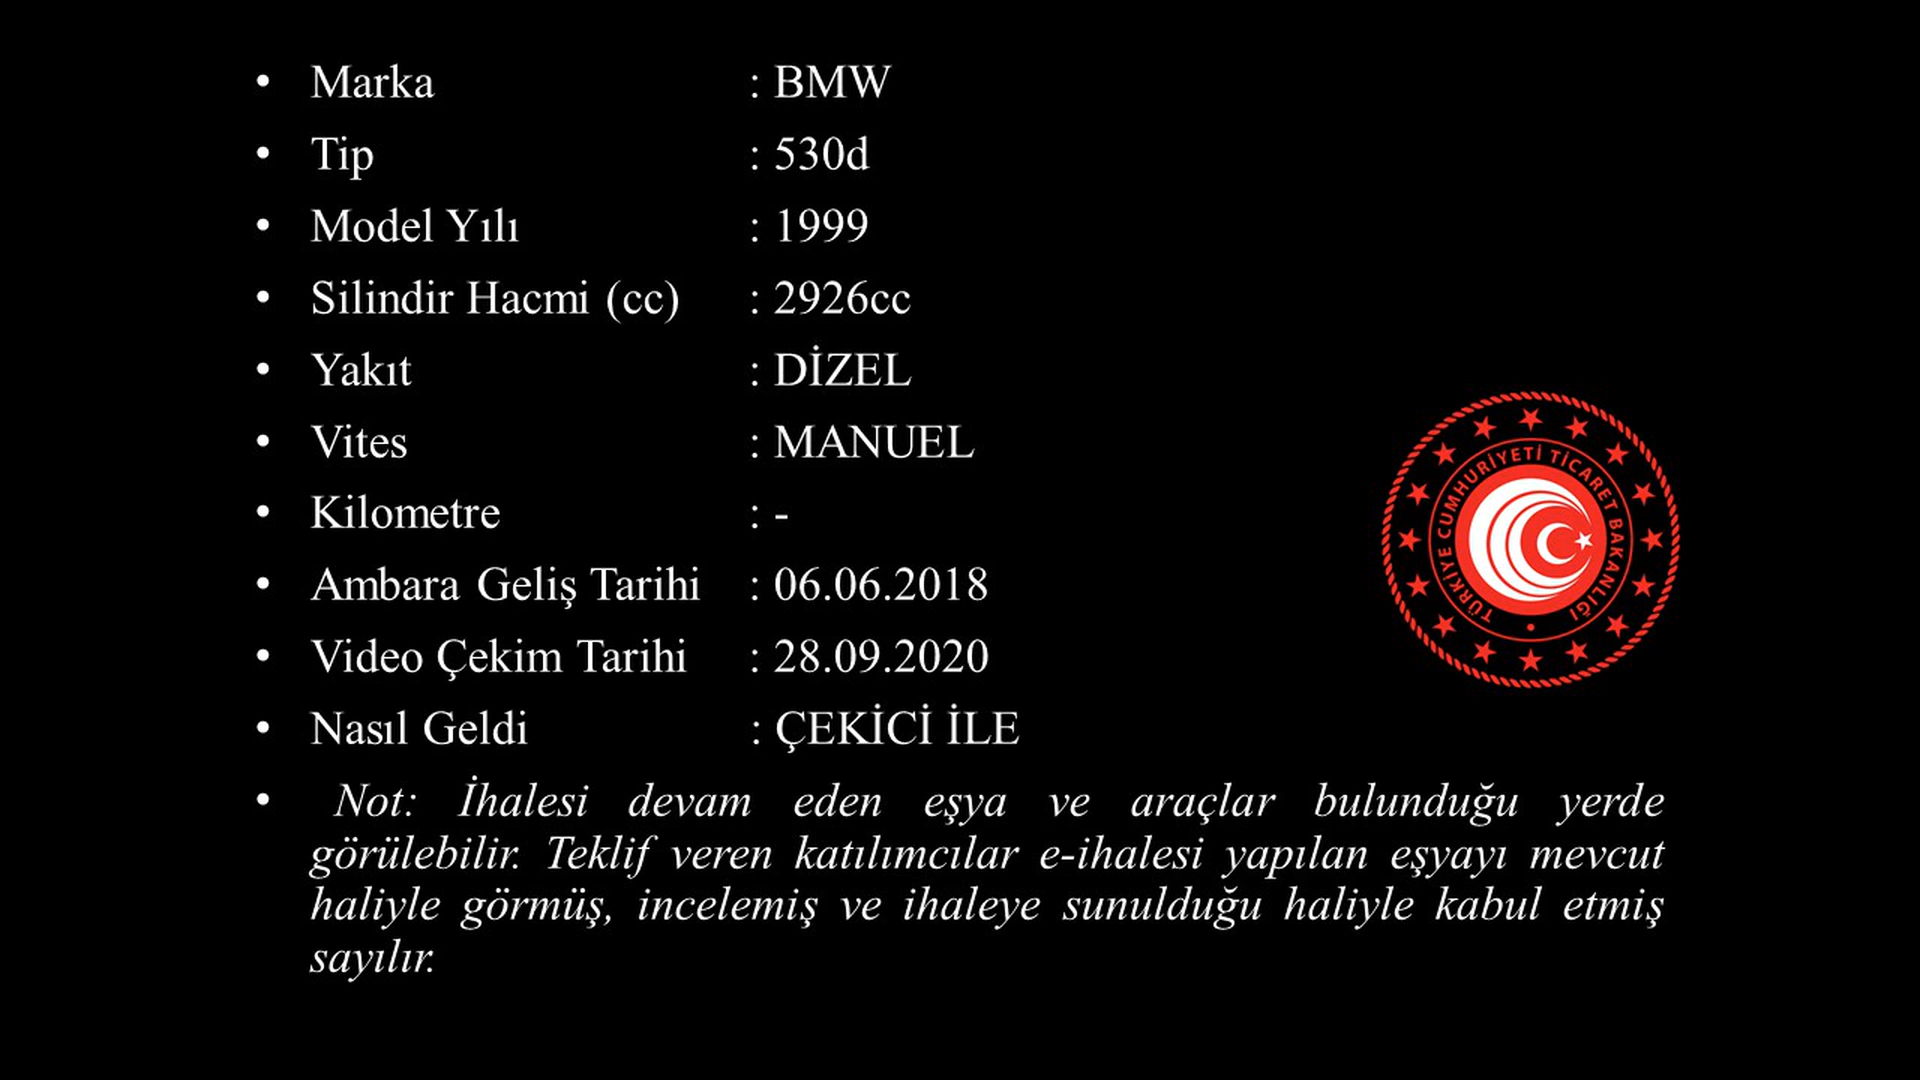 • Marka : BMW
• Tip : 530d
• Model Yılı : 1999
• Silindir Hacmi (cc) : 2926cc
• Yakıt : DİZEL
• Vites : MANUEL
• Kilometre : -
• Ambara Geliş Tarihi : 06.06.2018
• Video Çekim Tarihi : 28.09.2020
• Nasıl Geldi : ÇEKİCİ İLE
• Not: İhalesi devam eden eşya ve araçlar bulunduğu yerde
görülebilir. Teklif veren katılımcılar e-ihalesi yapılan eşyayı mevcut
haliyle görmüş, incelemiş ve ihaleye sunulduğu haliyle kabul etmiş
sayılır.
TÜRKİYE CUMHURİYETİ TİCARET BAKANLIĞI